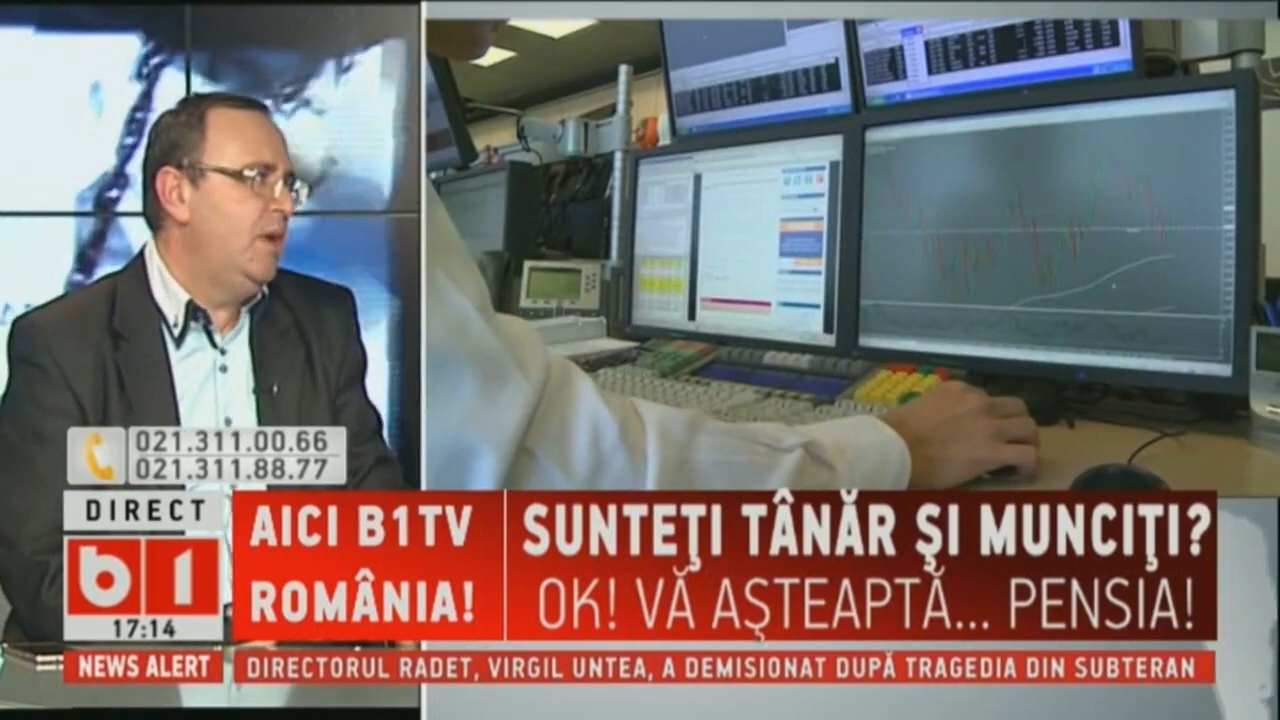 021.311.00.66
021.311.88.77
DIRECT
b1
17:14
AICI B1TV
ROMÂNIA!
SUNTEŢI TÂNĂR ŞI MUNCIŢI?
OK! VĂ AŞTEAPTĂ... PENSIA!
NEWS ALERT
DIRECTORUL RADET, VIRGIL UNTEA, A DEMISIONAT DUPĂ TRAGEDIA DIN SUBTERAN